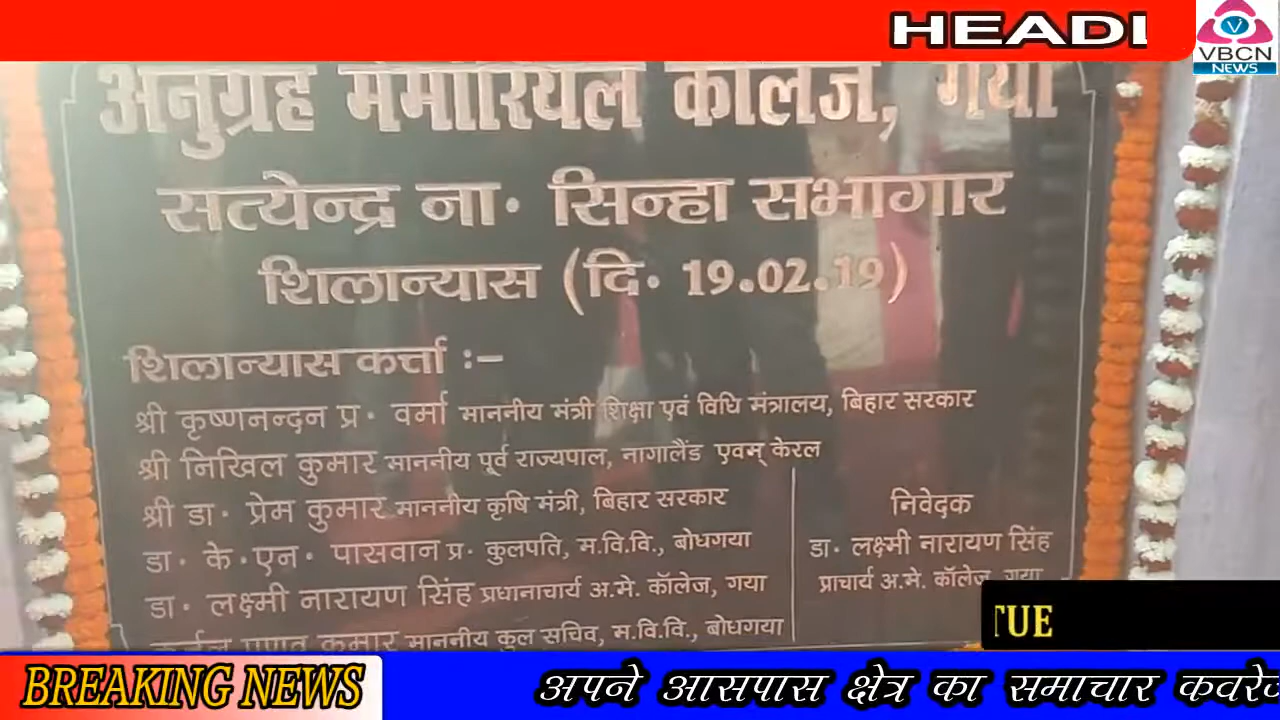 HEADI
VBCN
NEWS
अनुग्रह मेमोरियल कॉलेज, गया
सत्येन्द्र ना॰ सिन्हा सभागार
शिलान्यास (दि॰ 19.02.19)
शिलान्यास कर्त्ता :–
श्री कृष्णनन्दन प्र॰ वर्मा माननीय मंत्री शिक्षा एवं विधि मंत्रालय, बिहार सरकार
श्री निखिल कुमार माननीय पूर्व राज्यपाल, नागालैंड एवम् केरल
श्री डा॰ प्रेम कुमार माननीय कृषि मंत्री, बिहार सरकार
डा॰ के॰एन॰ पासवान प्र॰ कुलपति, म.वि.वि., बोधगया
डा॰ लक्ष्मी नारायण सिंह प्रधानाचार्य अ.मे. कॉलेज, गया
कुमार माननीय कुल सचिव, म.वि.वि., बोधगया
निवेदक
डा॰ लक्ष्मी नारायण सिंह
प्राचार्य अ.मे. कॉलेज, गया
TUE
BREAKING NEWS
अपने आसपास क्षेत्र का समाचार कवरेज